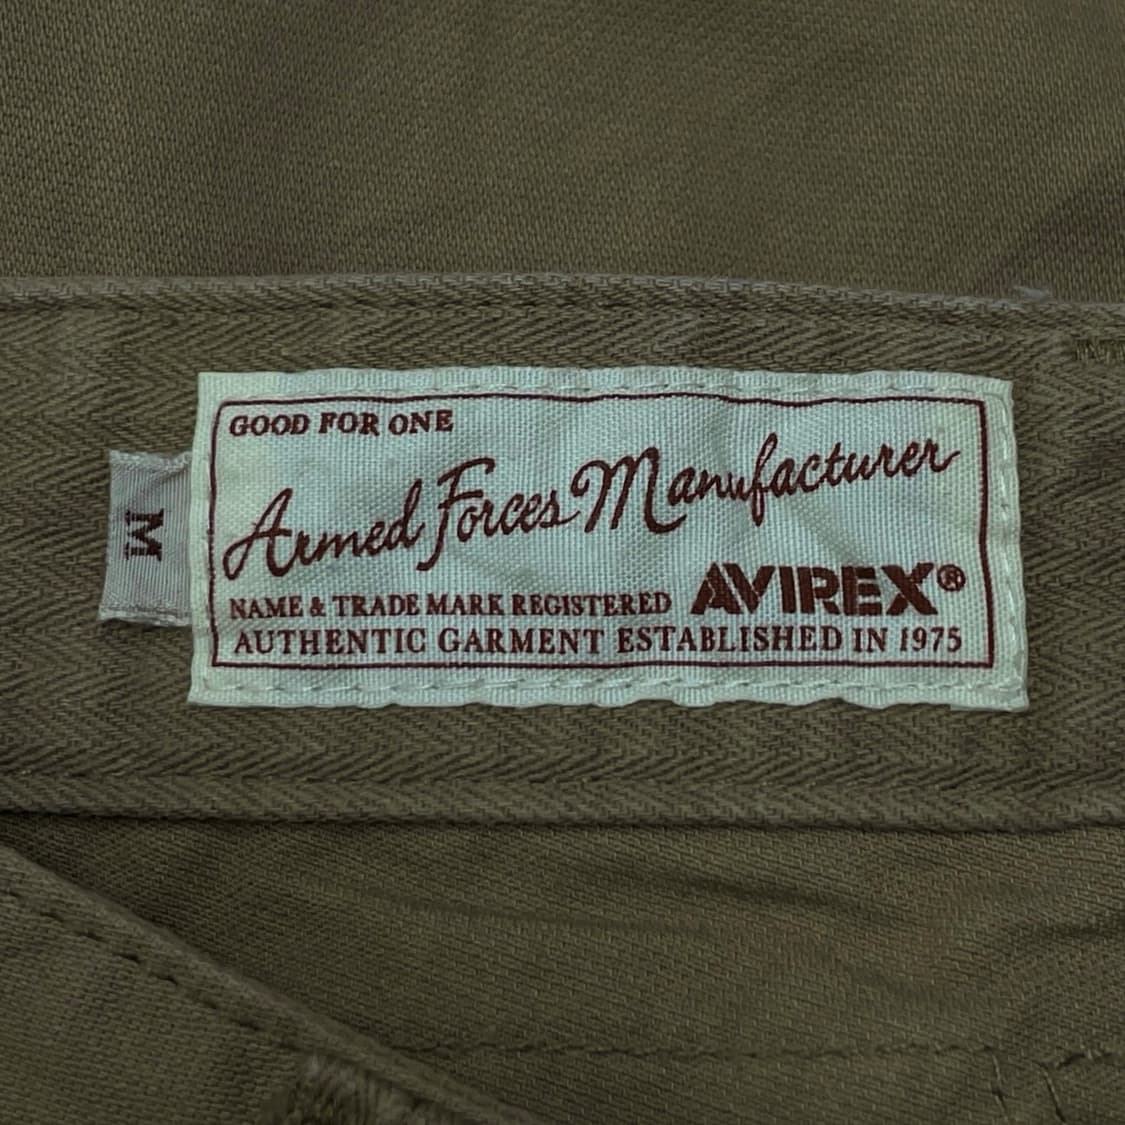 GOOD FOR ONE
Armed Forces Manufacturer
NAME & TRADE MARK REGISTERED AVIREX®
AUTHENTIC GARMENT ESTABLISHED IN 1975
M